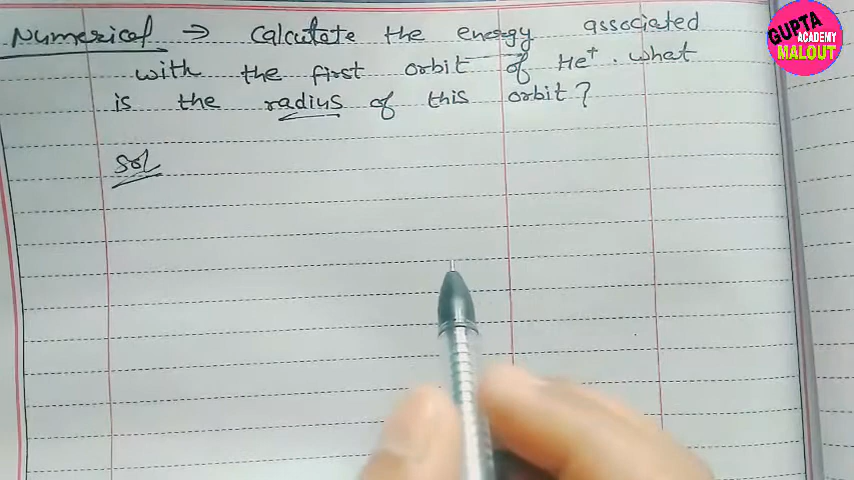 Numerical → Calculate the energy associated
with the first orbit of He+. what
is the radius of this orbit?
Sol
GUPTA
ACADEMY
MALOUT